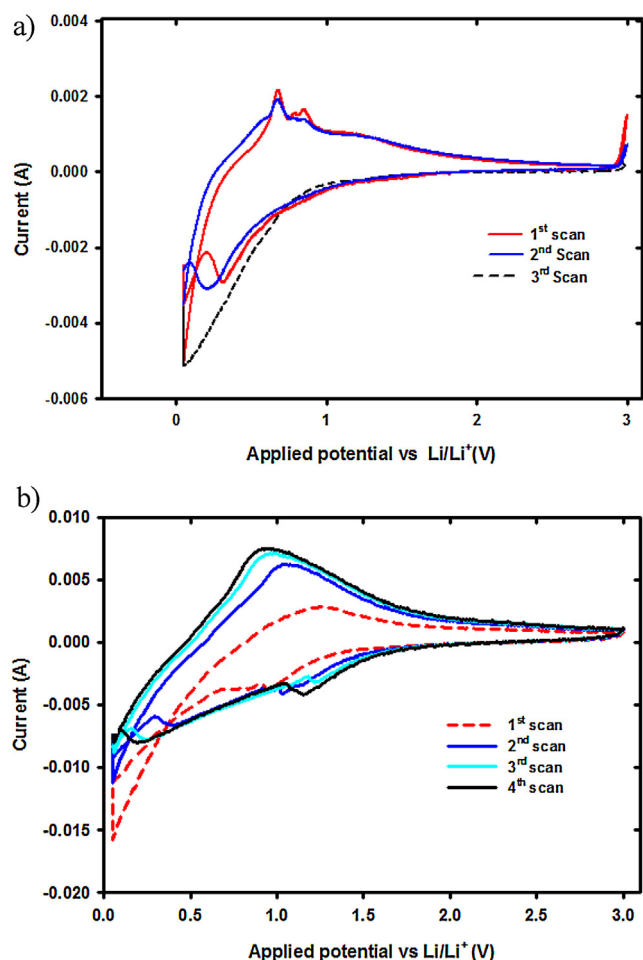 a)
0.004
0.002
0.000
-0.002
-0.004
-0.006
Current (A)
1st scan
2nd Scan
3rd Scan
0 1 2 3
Applied potential vs Li/Li+(V)
b)
0.010
0.005
0.000
-0.005
-0.010
-0.015
-0.020
Current (A)
1st scan
2nd scan
3rd scan
4th scan
0.0 0.5 1.0 1.5 2.0 2.5 3.0
Applied potential vs Li/Li+ (V)